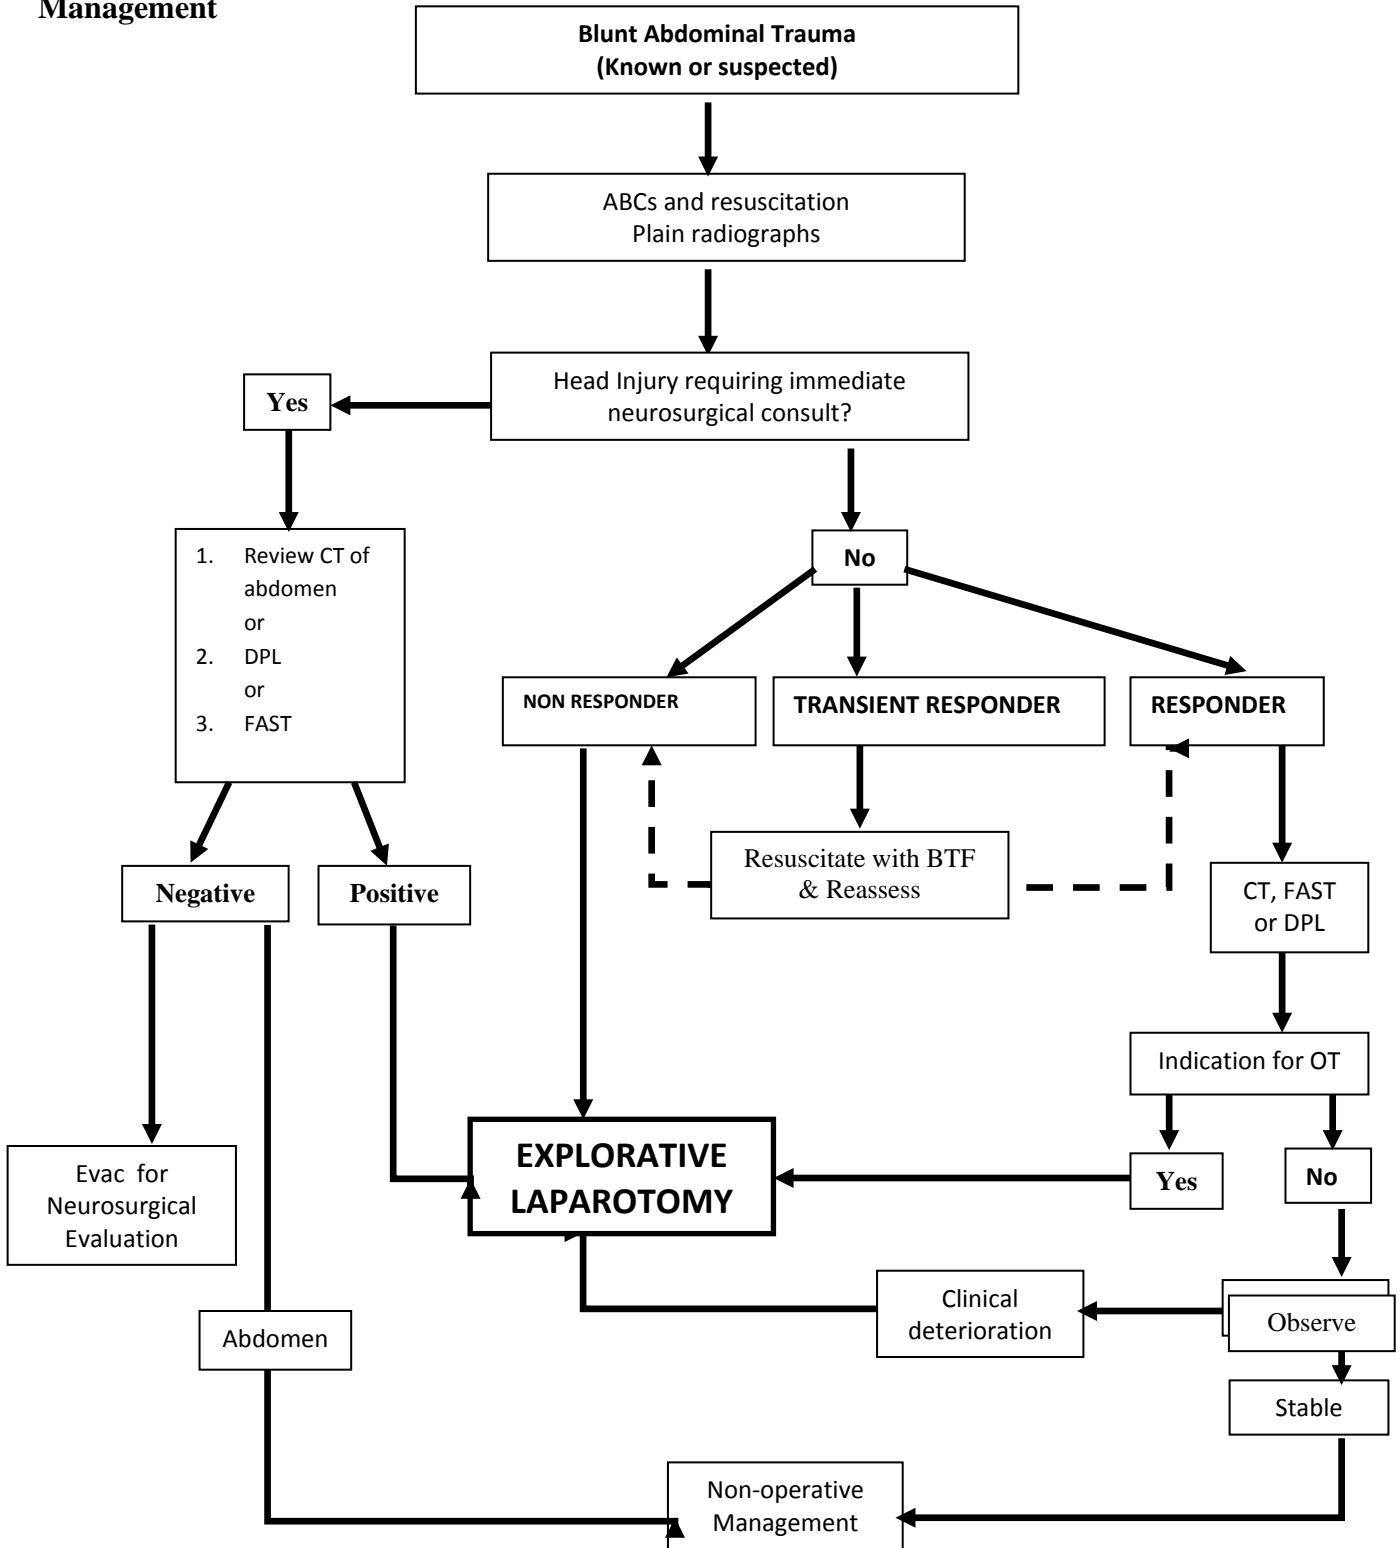 Management
Blunt Abdominal Trauma
(Known or suspected)
ABCs and resuscitation
Plain radiographs
Head Injury requiring immediate
neurosurgical consult?
Yes
No
1. Review CT of
abdomen
or
2. DPL
or
3. FAST
NON RESPONDER
TRANSIENT RESPONDER
RESPONDER
Resuscitate with BTF
& Reassess
Negative
Positive
CT, FAST
or DPL
Indication for OT
EXPLORATIVE
LAPAROTOMY
Yes
No
Evac for
Neurosurgical
Evaluation
Clinical
deterioration
Observe
Abdomen
Stable
Non-operative
Management